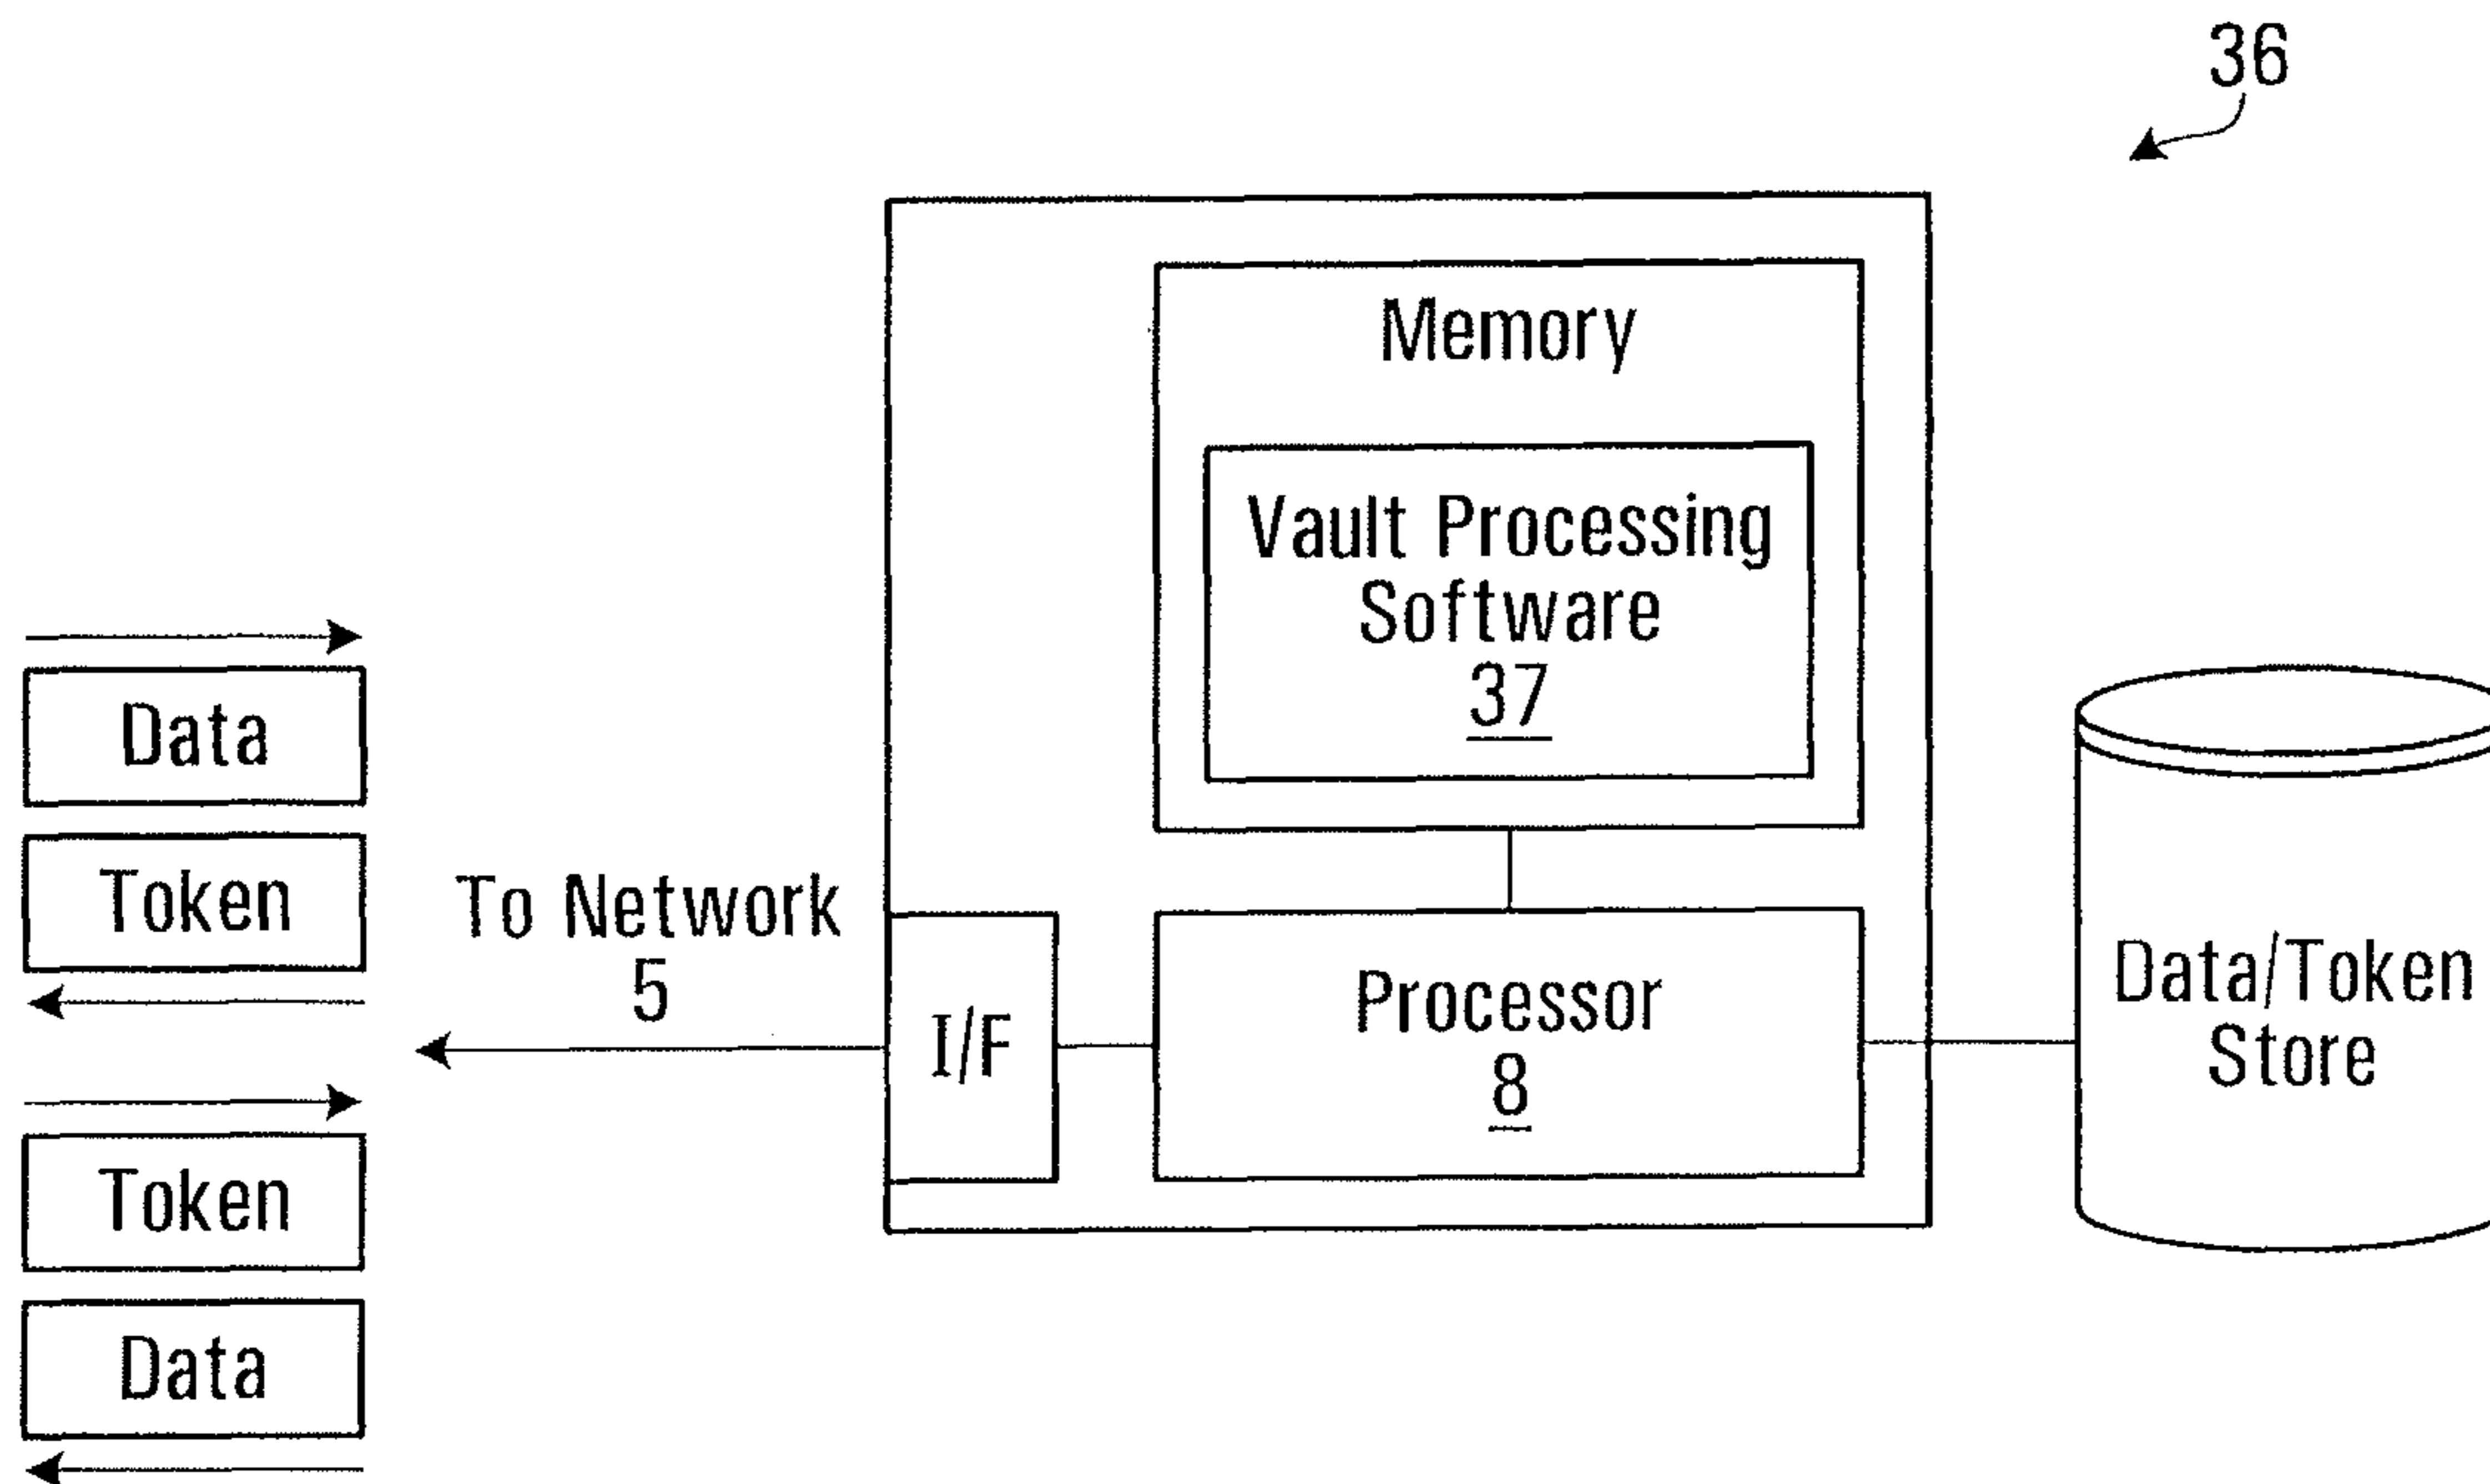 36
Memory
Vault Processing
Software
37
Data
Token
To Network
5
I/F
Processor
8
Data/Token
Store
Token
Data